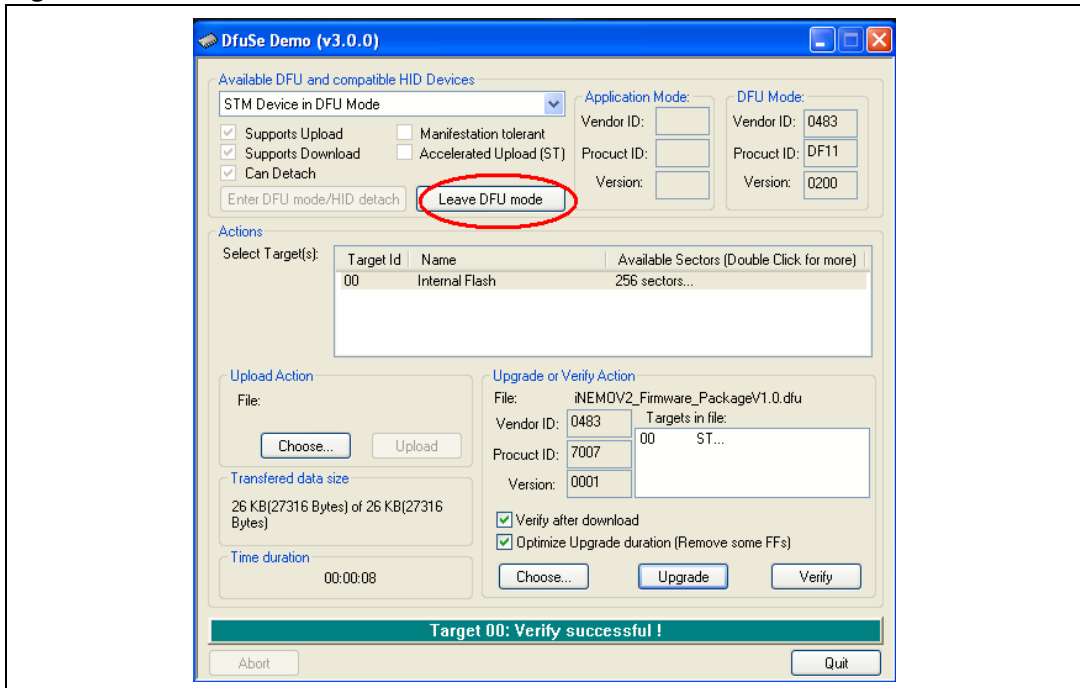 DfuSe Demo (v3.0.0)
Available DFU and compatible HID Devices
STM Device in DFU Mode
Supports Upload
Manifestation tolerant
Supports Download
Accelerated Upload (ST)
Can Detach
Enter DFU mode/HID detach
Leave DFU mode
Application Mode:
Vendor ID:
Procuct ID:
Version:
DFU Mode:
Vendor ID: 0483
Procuct ID: DF11
Version: 0200
Actions
Select Target(s):
Target Id Name Available Sectors (Double Click for more)
00 Internal Flash 256 sectors...
Upload Action
File:
Choose... Upload
Transfered data size
26 KB(27316 Bytes) of 26 KB(27316
Bytes)
Time duration
00:00:08
Upgrade or Verify Action
File: iNEMOV2_Firmware_PackageV1.0.dfu
Vendor ID: 0483
Procuct ID: 7007
Version: 0001
Targets in file:
00 ST...
Verify after download
Optimize Upgrade duration (Remove some FFs)
Choose... Upgrade Verify
Target 00: Verify successful !
Abort Quit